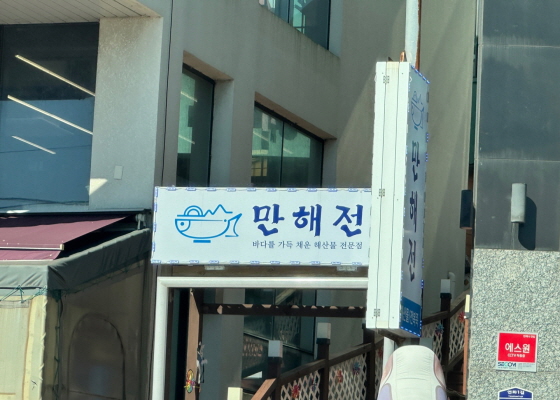 만해전
바다를 가득 채운 해산물 전문점
만해전
에스원